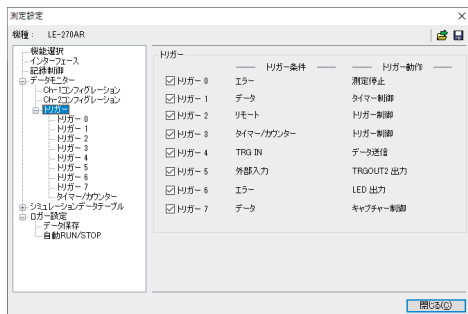 測定設定
機種: LE-270AR
機能選択
インターフェース
記録制御
データモニター
Ch-1コンフィグレーション
Ch-2コンフィグレーション
トリガー
トリガー 0
トリガー 1
トリガー 2
トリガー 3
トリガー 4
トリガー 5
トリガー 6
トリガー 7
タイマー/カウンター
シミュレーションデータテーブル
ロガー設定
データ保存
自動RUN/STOP
トリガー
トリガー条件 トリガー動作
トリガー 0 エラー 測定停止
トリガー 1 データ タイマー制御
トリガー 2 リモート トリガー制御
トリガー 3 タイマー/カウンター トリガー制御
トリガー 4 TRG IN データ送信
トリガー 5 外部入力 TRGOUT2 出力
トリガー 6 エラー LED 出力
トリガー 7 データ キャプチャー制御
閉じる(C)